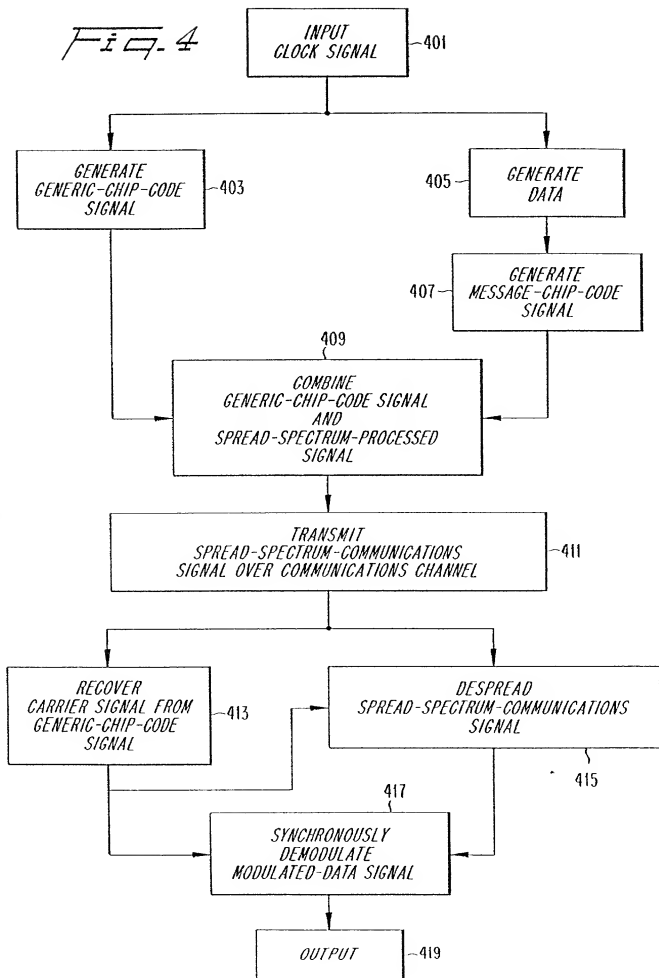 Fig. 4
INPUT
CLOCK SIGNAL
401
GENERATE
GENERIC-CHIP-CODE
SIGNAL
403
405
GENERATE
DATA
407
GENERATE
MESSAGE-CHIP-CODE
SIGNAL
409
COMBINE
GENERIC-CHIP-CODE SIGNAL
AND
SPREAD-SPECTRUM-PROCESSED
SIGNAL
TRANSMIT
SPREAD-SPECTRUM-COMMUNICATIONS
SIGNAL OVER COMMUNICATIONS CHANNEL
411
RECOVER
CARRIER SIGNAL FROM
GENERIC-CHIP-CODE
SIGNAL
413
DESPREAD
SPREAD-SPECTRUM-COMMUNICATIONS
SIGNAL
415
417
SYNCHRONOUSLY
DEMODULATE
MODULATED-DATA SIGNAL
OUTPUT
419